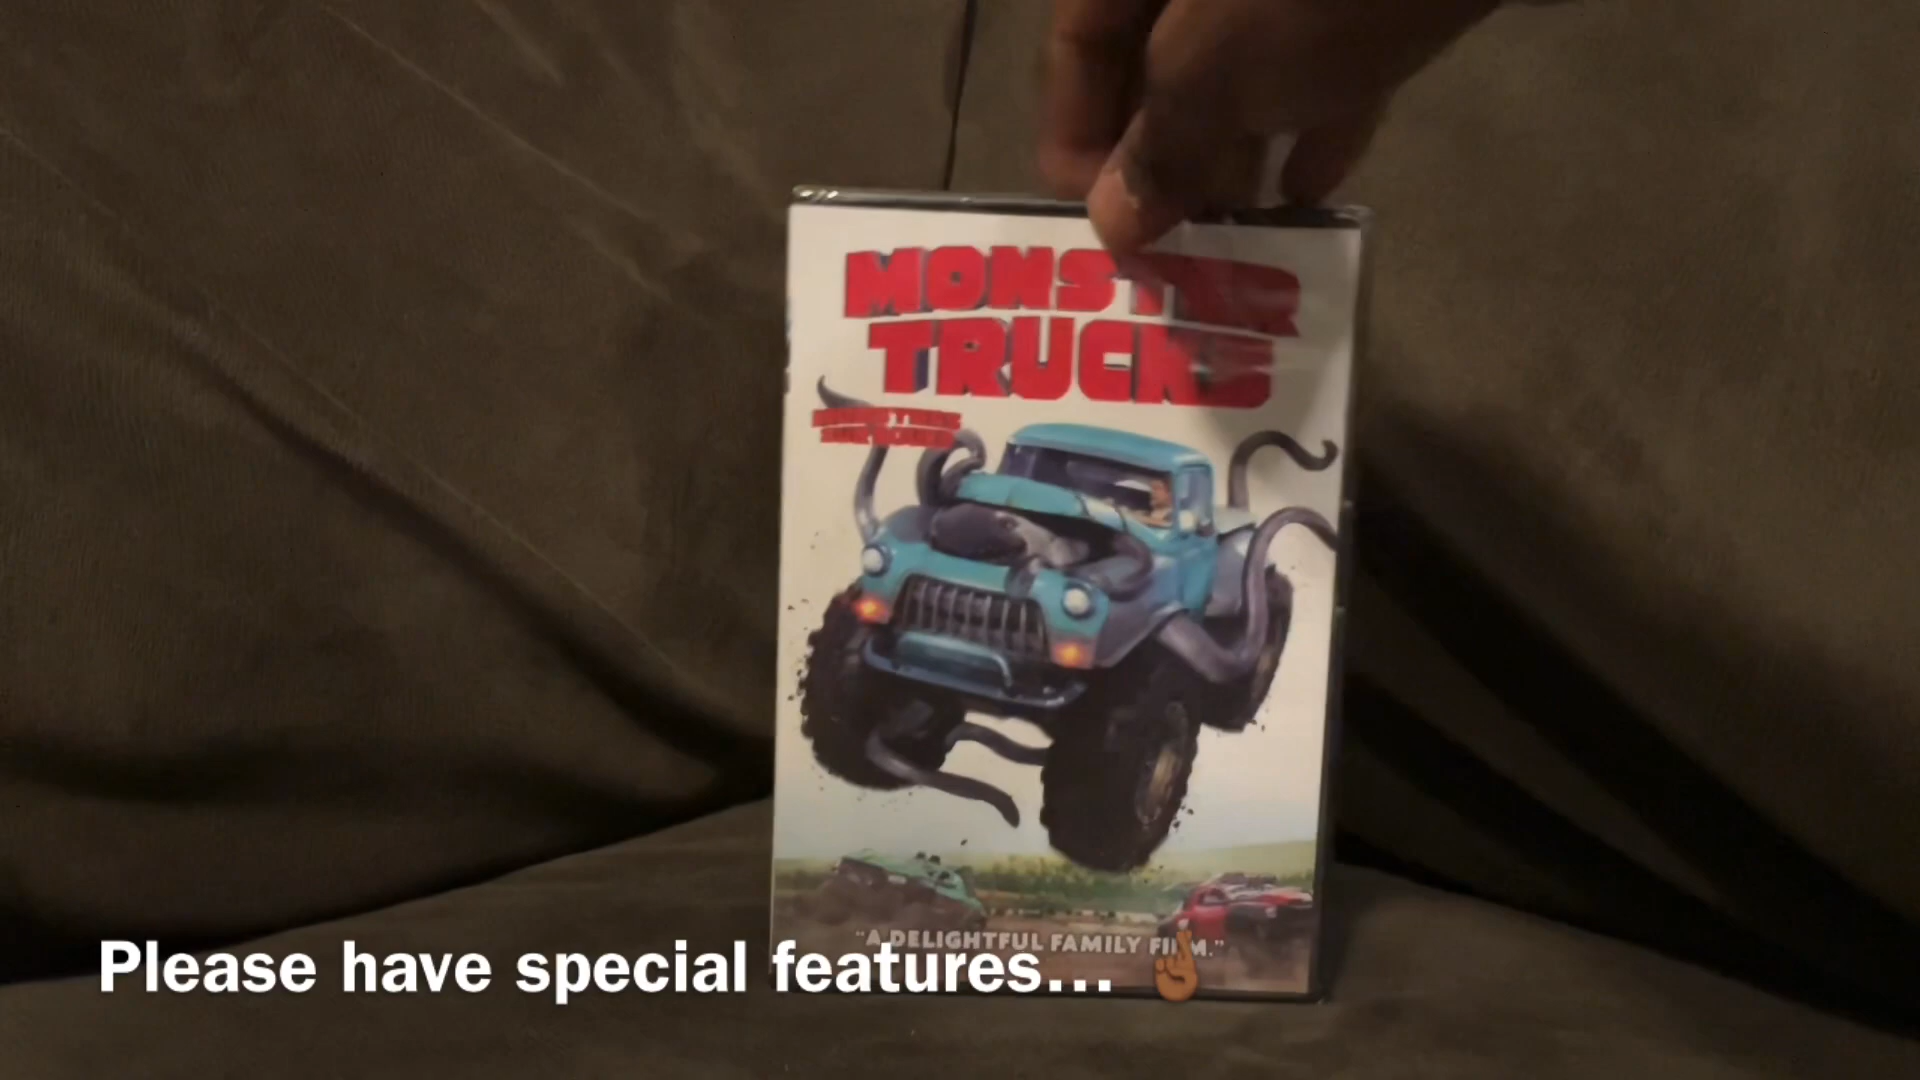 MONSTER
TRUCKS
"A DELIGHTFUL FAMILY FILM."
Please have special features... 🤞🏾